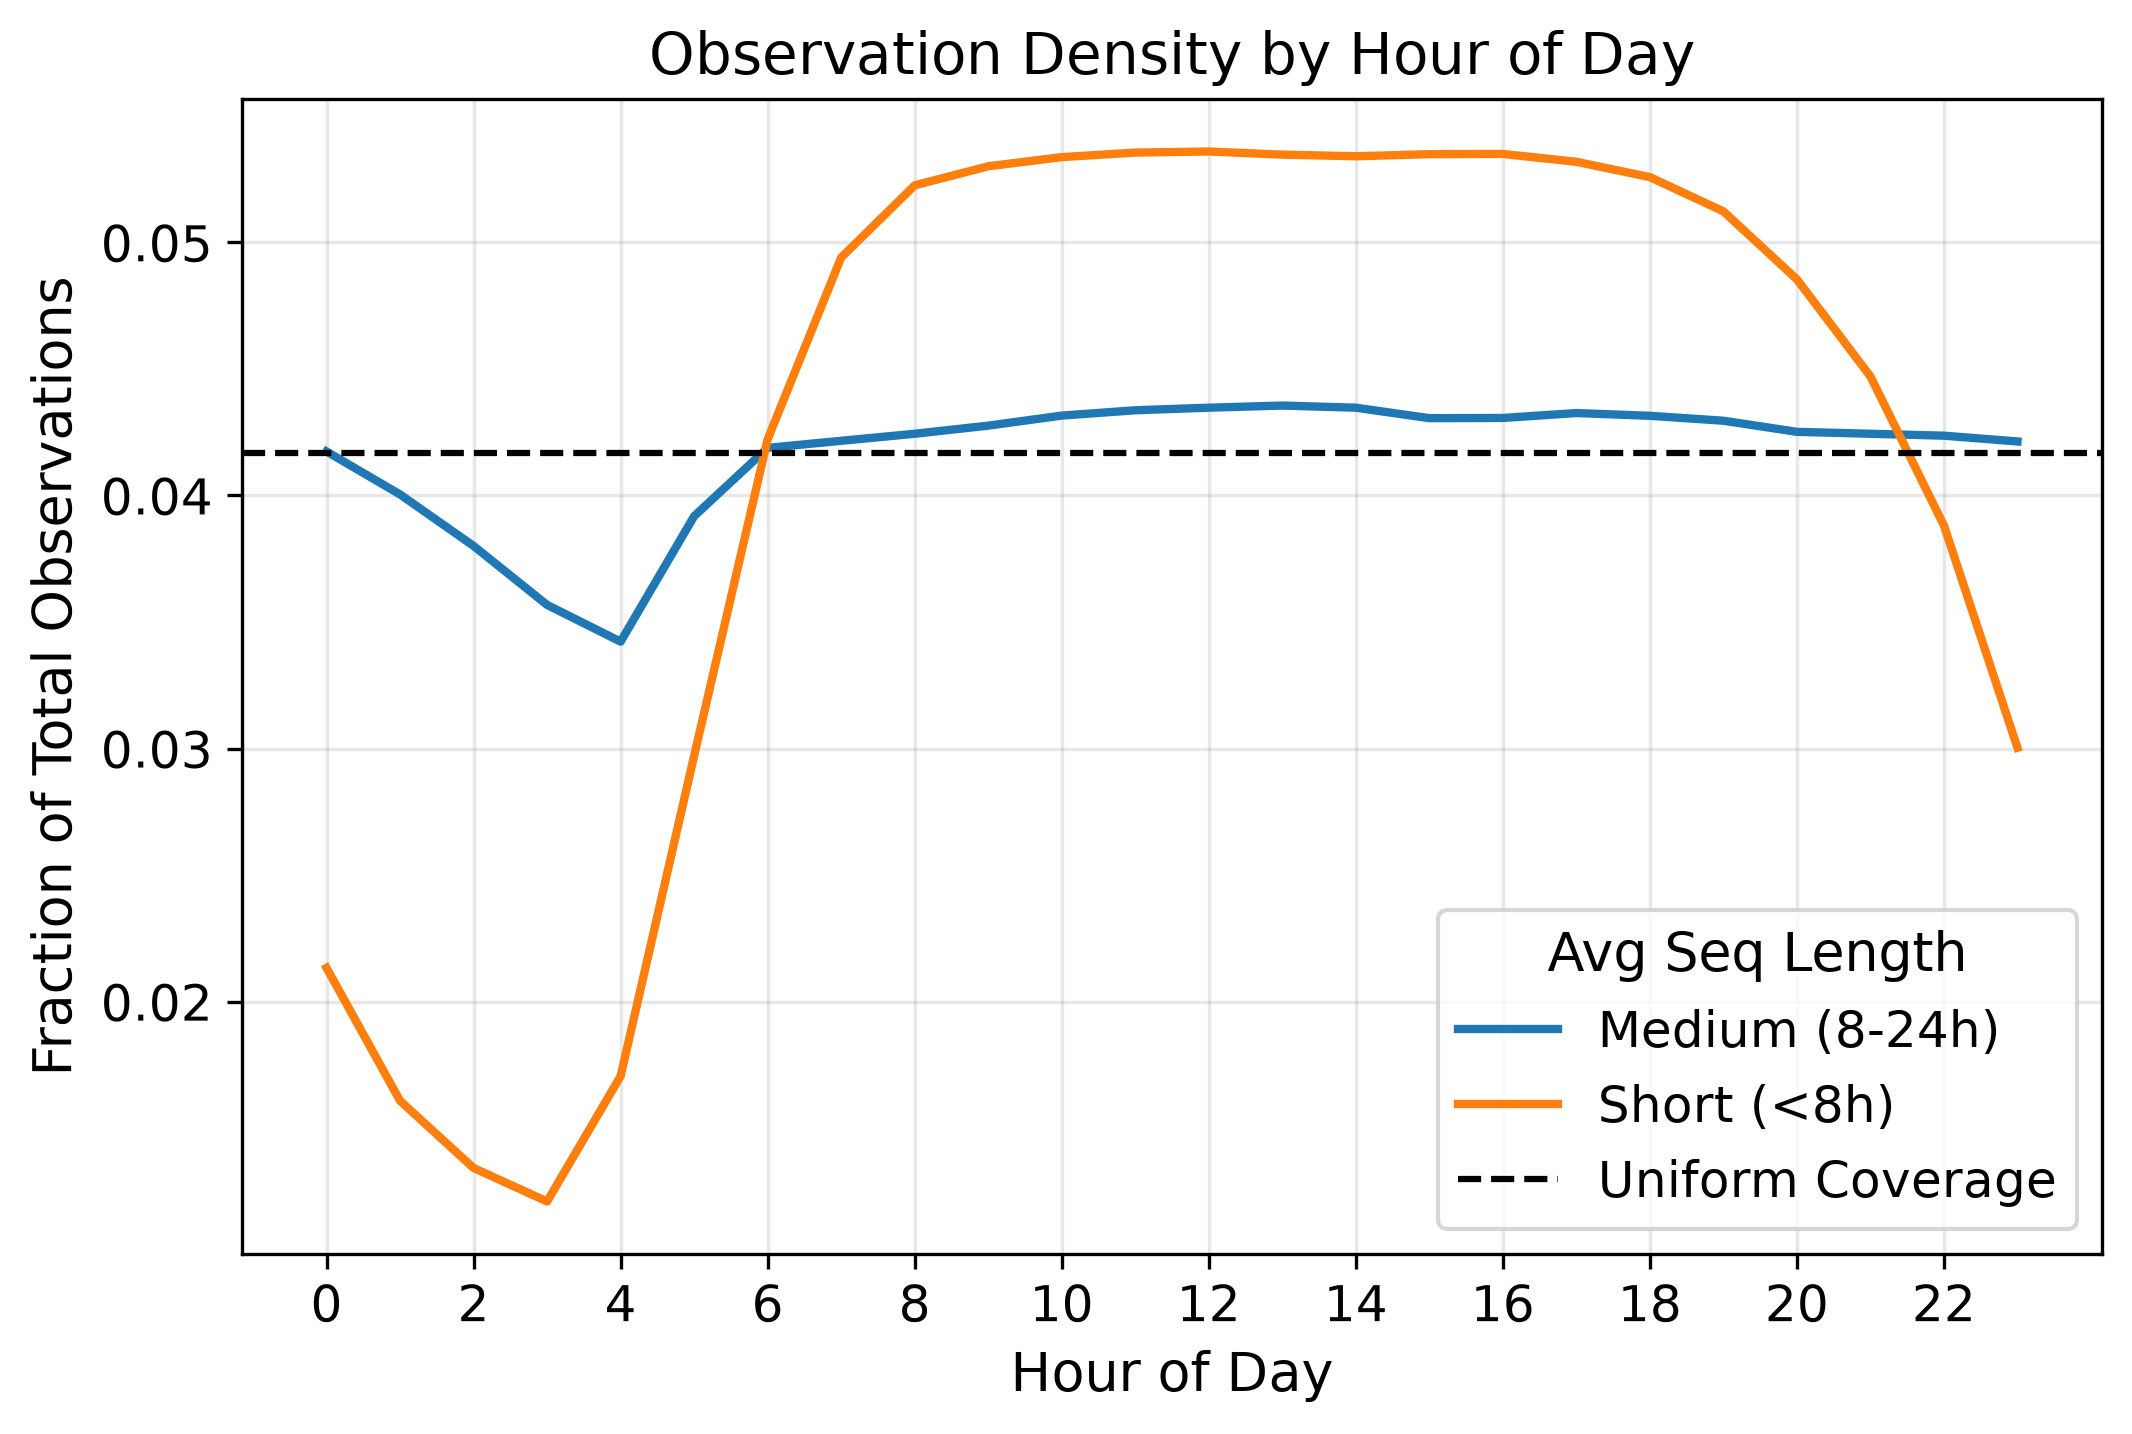 Observation Density by Hour of Day
Fraction of Total Observations
0.05
0.04
0.03
0.02
Avg Seq Length
Medium (8-24h)
Short (<8h)
Uniform Coverage
0 2 4 6 8 10 12 14 16 18 20 22
Hour of Day